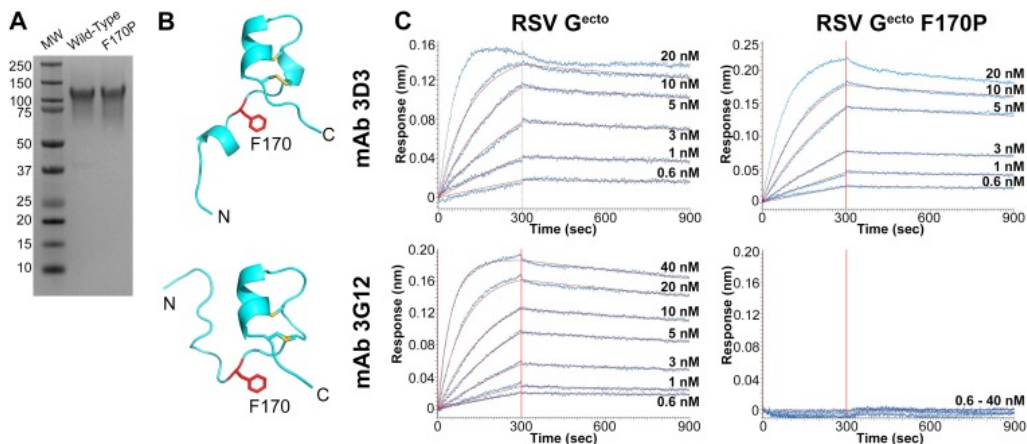 A
MW
Wild-Type
F170P
250
150
100
75
50
37
25
20
15
10
B
F170
C
N
N
F170
C
C
RSV Gecto
RSV Gecto F170P
mAb 3D3
Response (nm)
0.16
0.12
0.08
0.04
0
20 nM
10 nM
5 nM
3 nM
1 nM
0.6 nM
0 300 600 900
Time (sec)
Response (nm)
0.25
0.20
0.15
0.10
0.05
0
20 nM
10 nM
5 nM
3 nM
1 nM
0.6 nM
0 300 600 900
Time (sec)
mAb 3G12
Response (nm)
0.20
0.16
0.12
0.08
0.04
0
40 nM
20 nM
10 nM
5 nM
3 nM
1 nM
0.6 nM
0 300 600 900
Time (sec)
Response (nm)
0.20
0.16
0.12
0.08
0.04
0
0.6 - 40 nM
0 300 600 900
Time (sec)